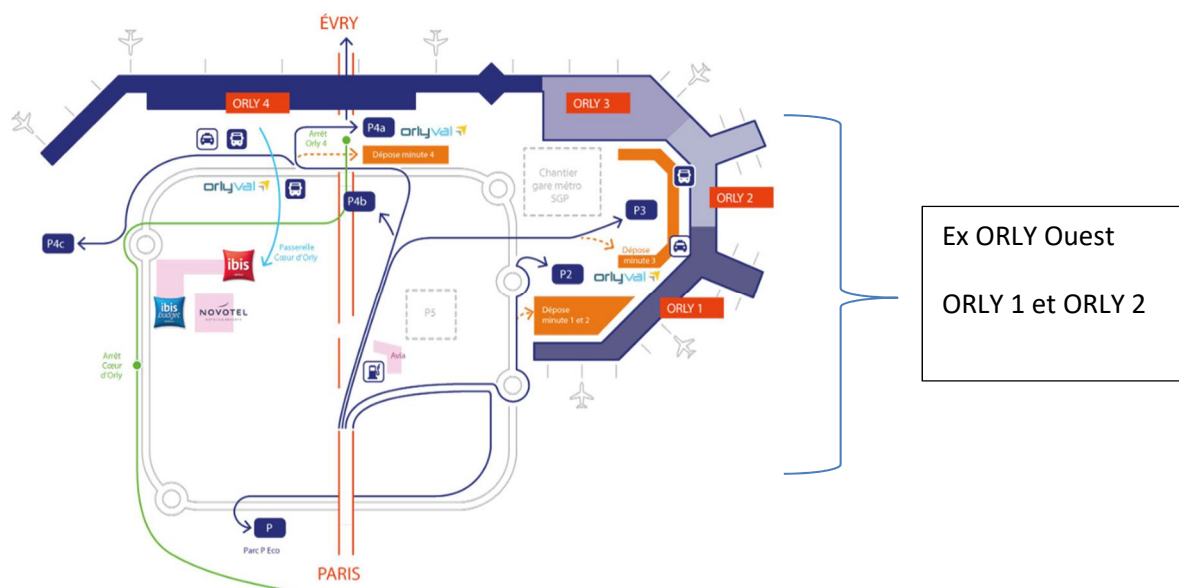 ÉVRY
ORLY 4
ORLY 3
P4a
orlyval
Arrêt
Orly 4
Dépose minute 4
Chantier
gare métro
SGP
orlyval
P4b
ORLY 2
P3
P4c
Passerelle
Cœur d'Orly
Dépose
minute 3
ibis
HOTELS
P2
orlyval
ibis
budget
NOVOTEL
P5
Dépose
minute 1 et 2
ORLY 1
Arrêt
Cœur
d'Orly
Avia
P
Parc P Eco
PARIS
Ex ORLY Ouest
ORLY 1 et ORLY 2